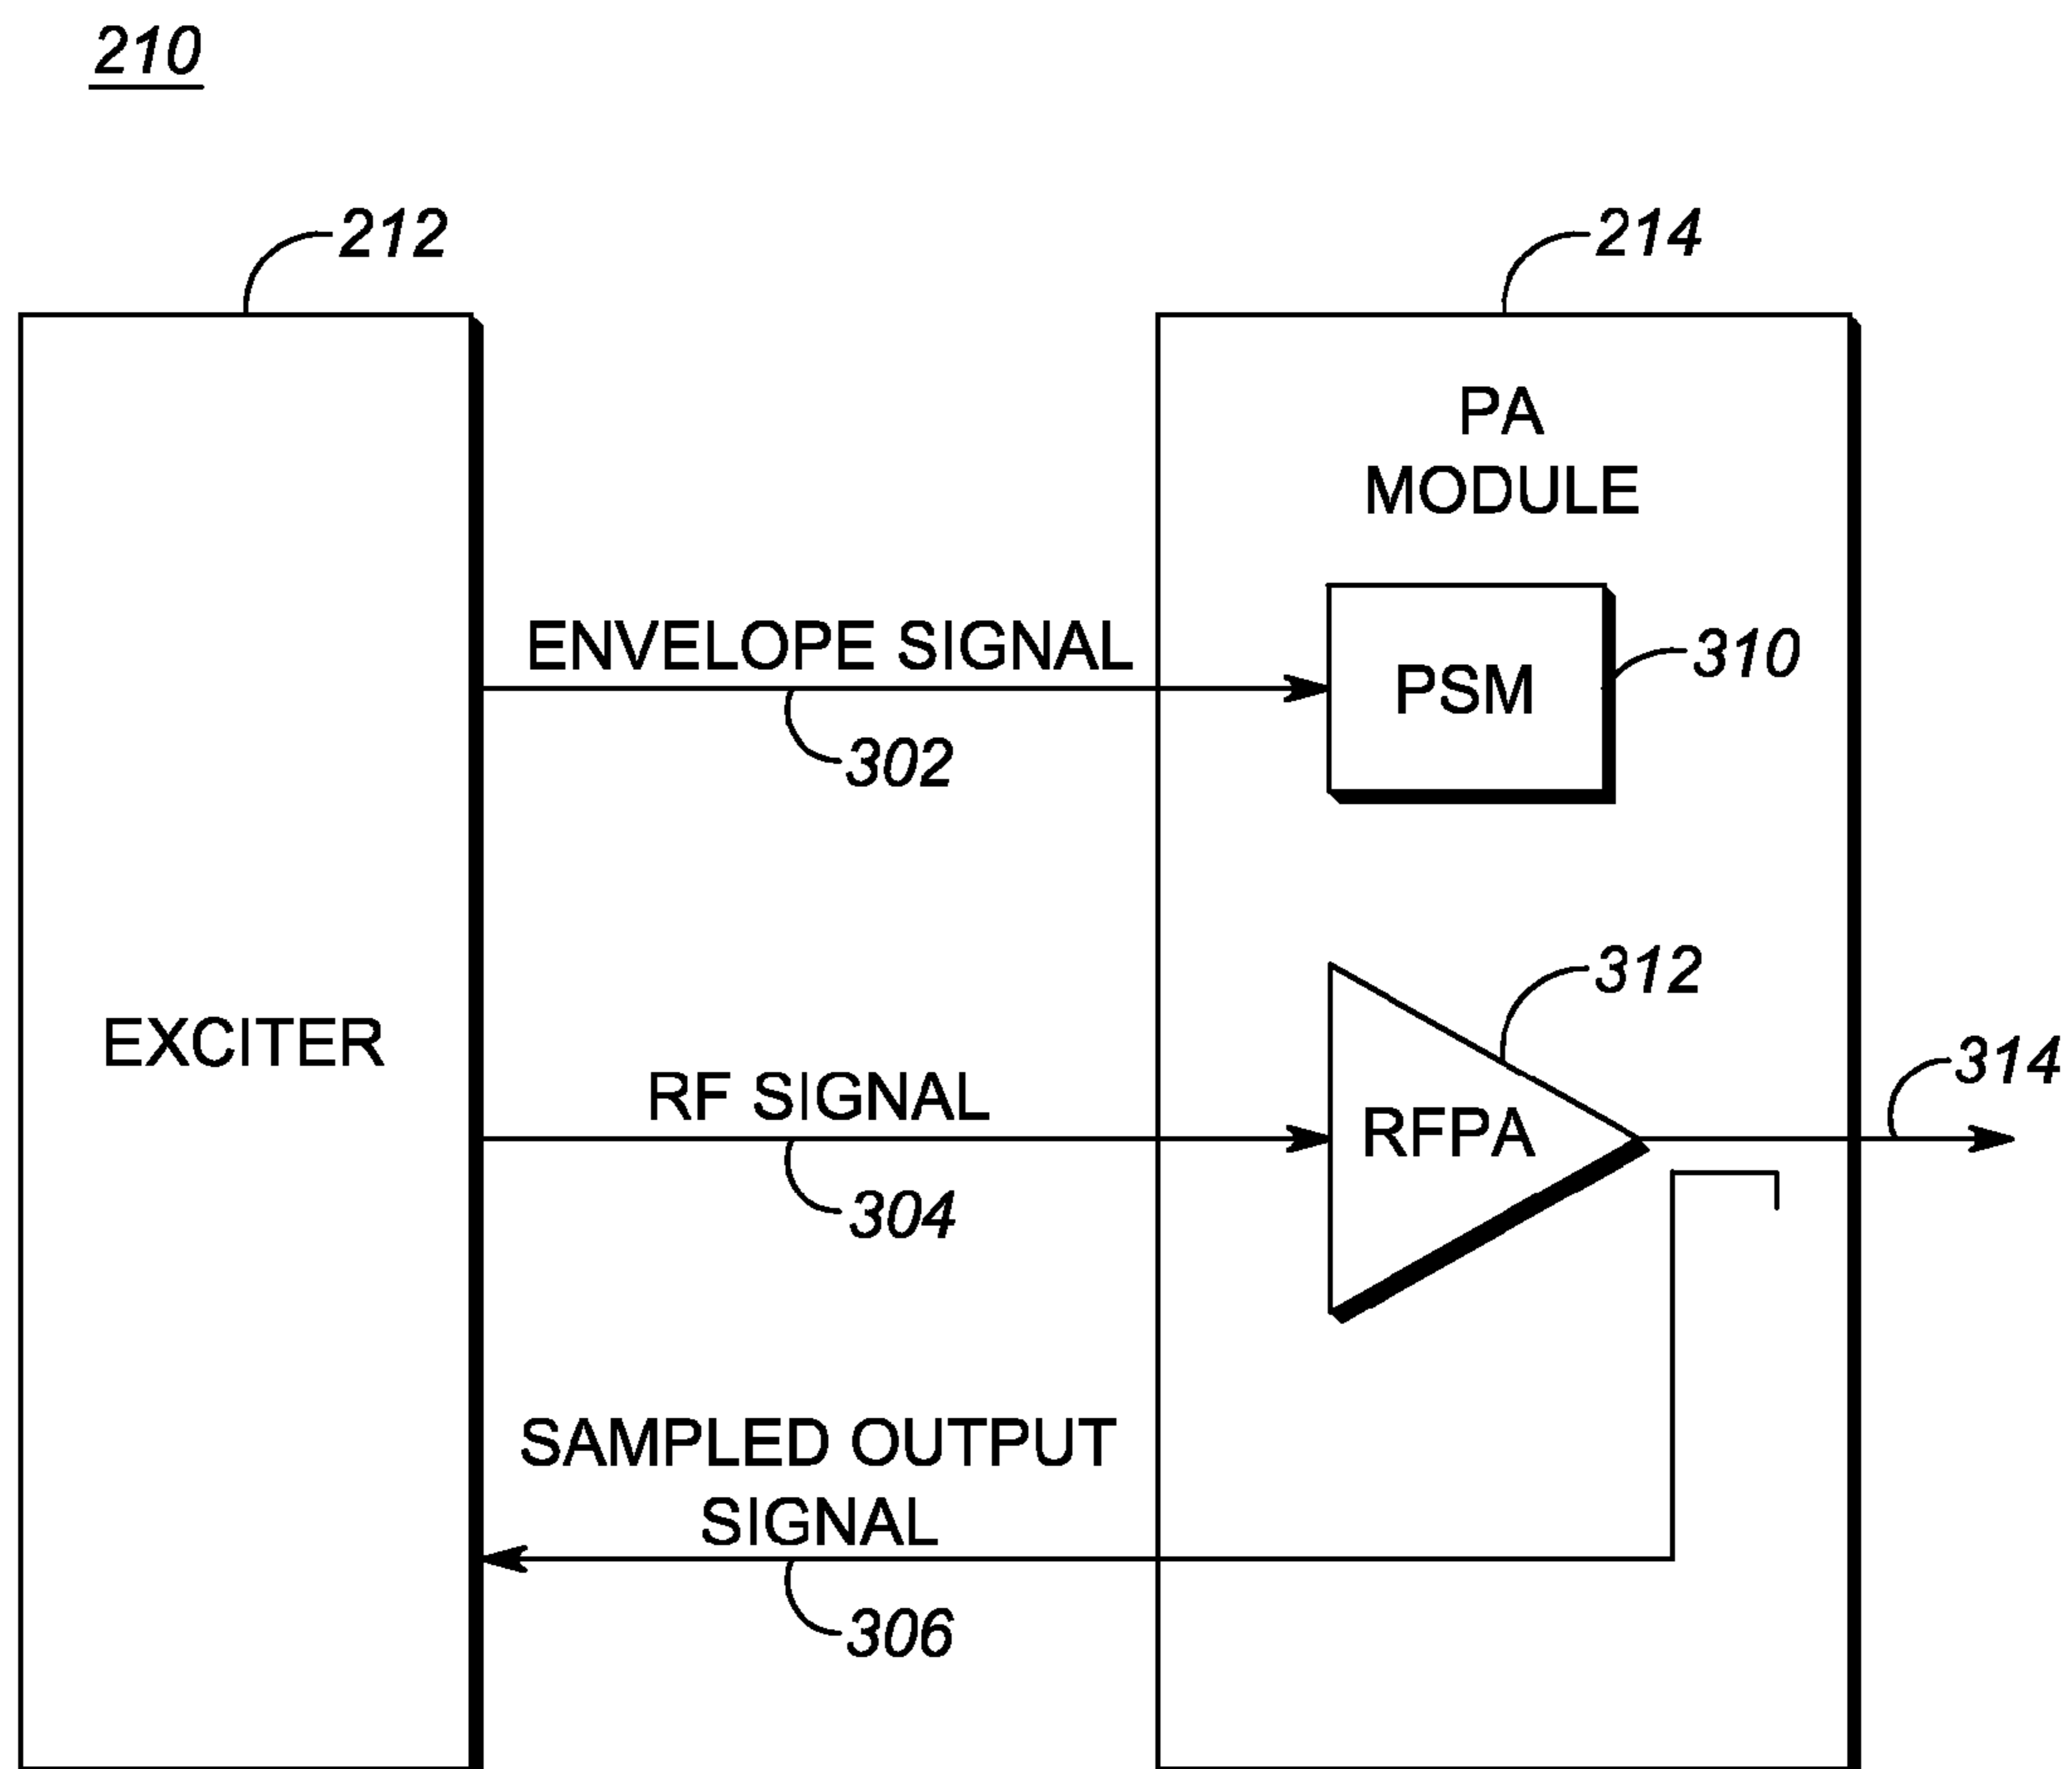 210
212
214
PA
MODULE
ENVELOPE SIGNAL
PSM
310
302
312
EXCITER
RF SIGNAL
RFPA
314
304
SAMPLED OUTPUT
SIGNAL
306